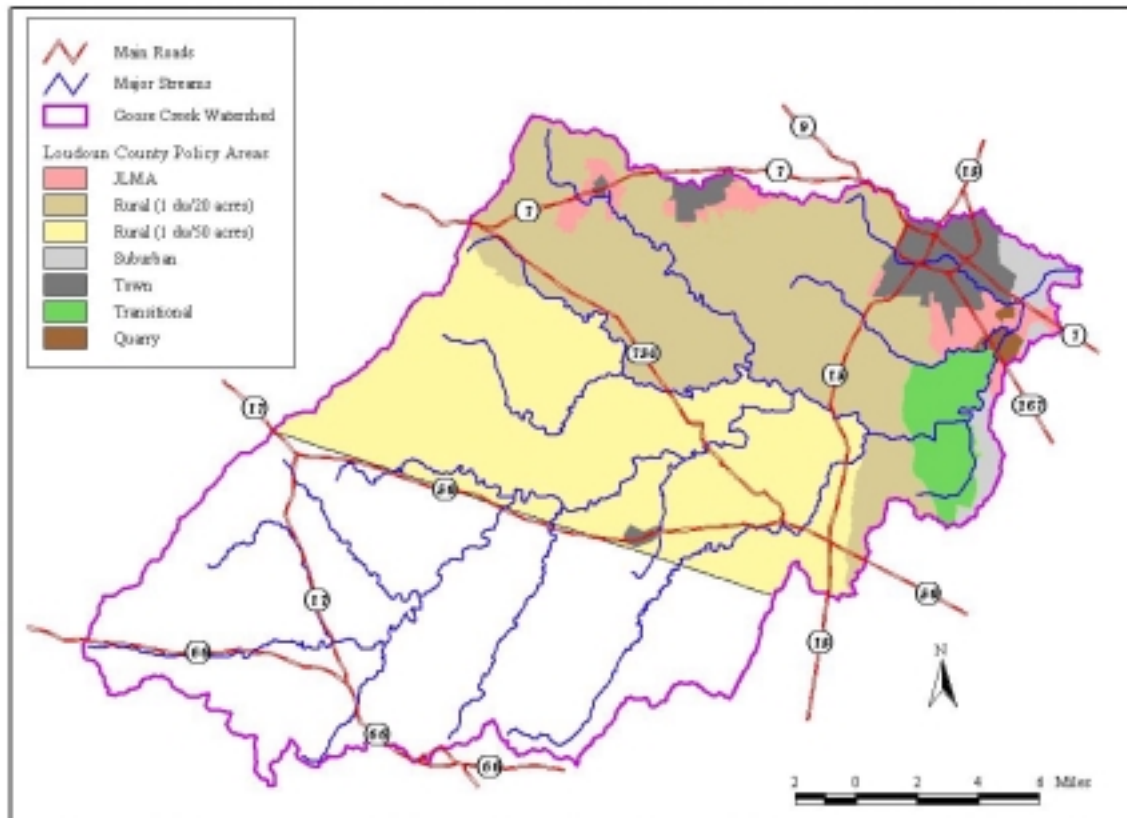 Main Roads
Major Streams
Goose Creek Watershed
Loudoun County Policy Areas
JLMA
Rural (1 du/20 acres)
Rural (1 du/50 acres)
Suburban
Town
Transitional
Quarry
9
7
15
7
7
15
267
17
50
17
50
15
66
66
66
N
2 0 2 4 6 Miles